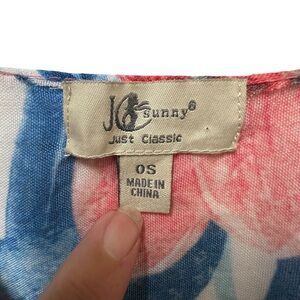 JC sunny®
Just Classic
OS
MADE IN
CHINA